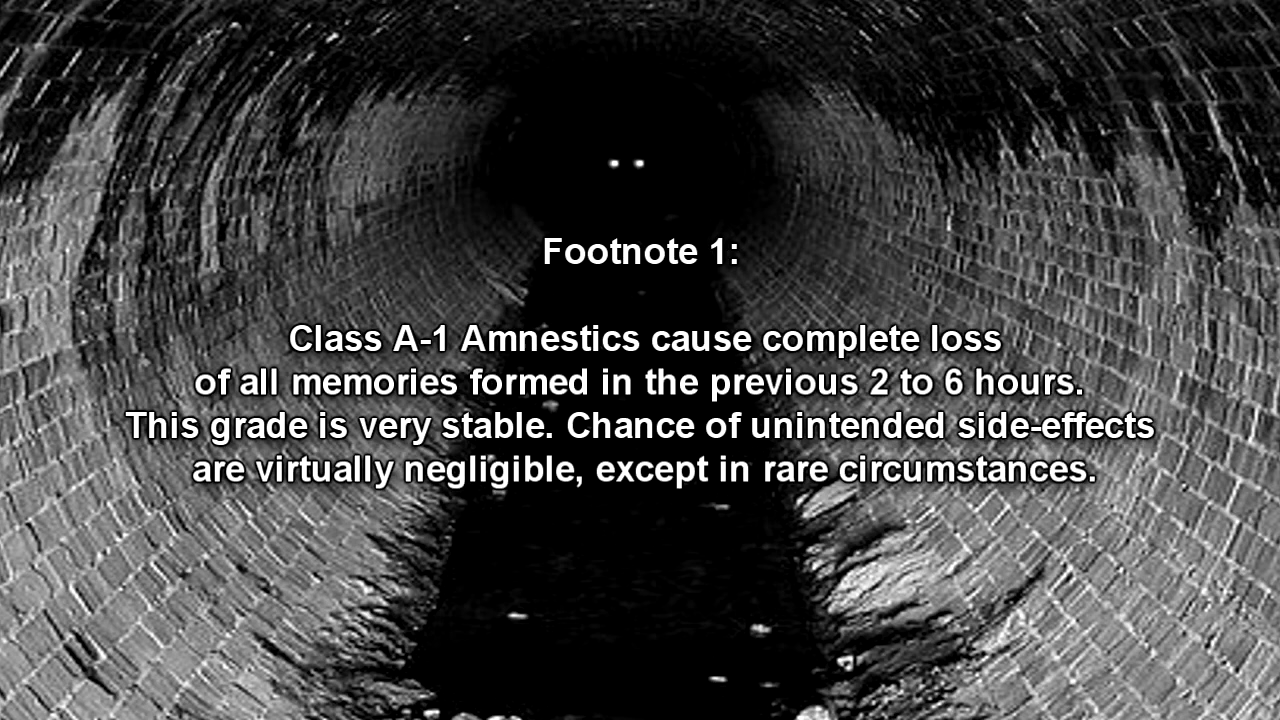 Footnote 1:
Class A-1 Amnestics cause complete loss
of all memories formed in the previous 2 to 6 hours.
This grade is very stable. Chance of unintended side-effects
are virtually negligible, except in rare circumstances.